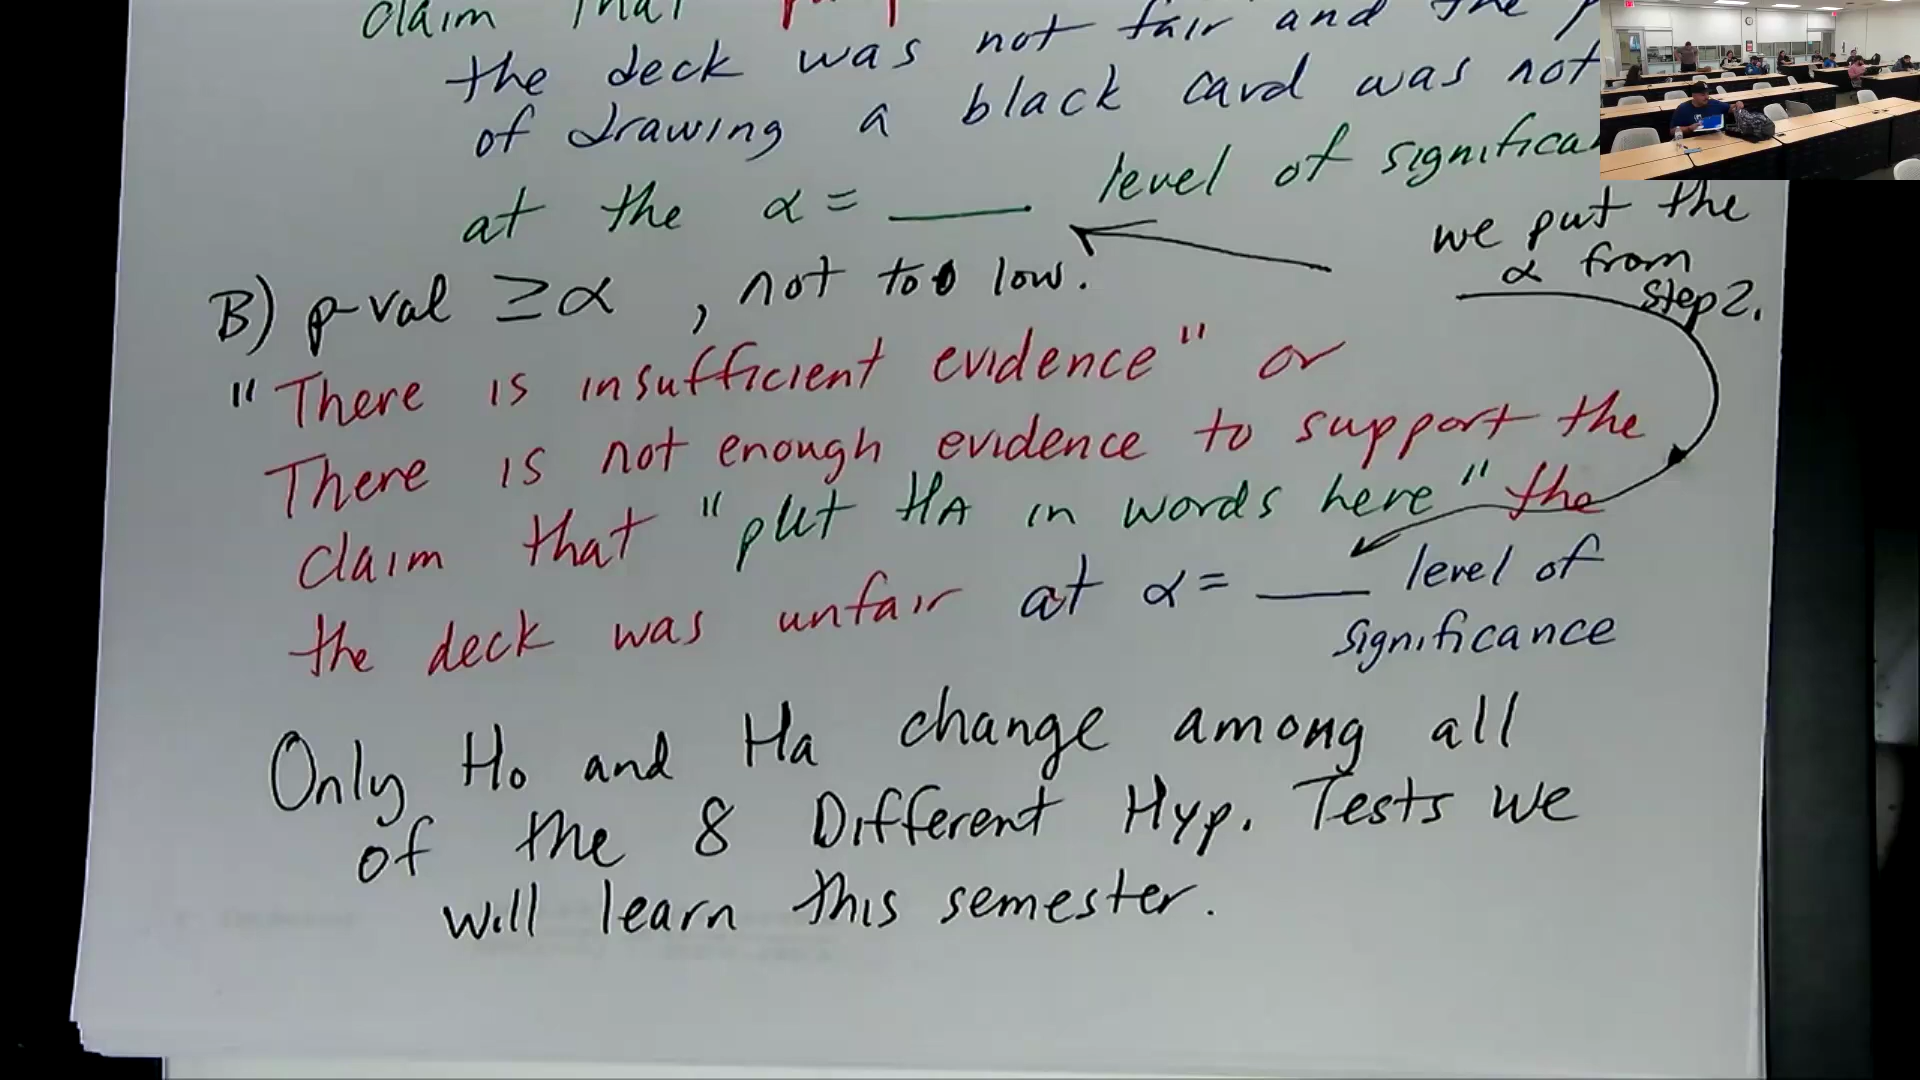 claim that
the deck was not fair and the
of drawing a black card was not
at the α = ____ level of
we put the
α from
step 2.
B) p-val ≥ α , not too low.
"There is insufficient evidence" or
There is not enough evidence to support the
claim that "put HA in words here" the
the deck was unfair at α = ____ level of
significance
Only Ho and Ha change among all
of the 8 Different Hyp. Tests we
will learn this semester.